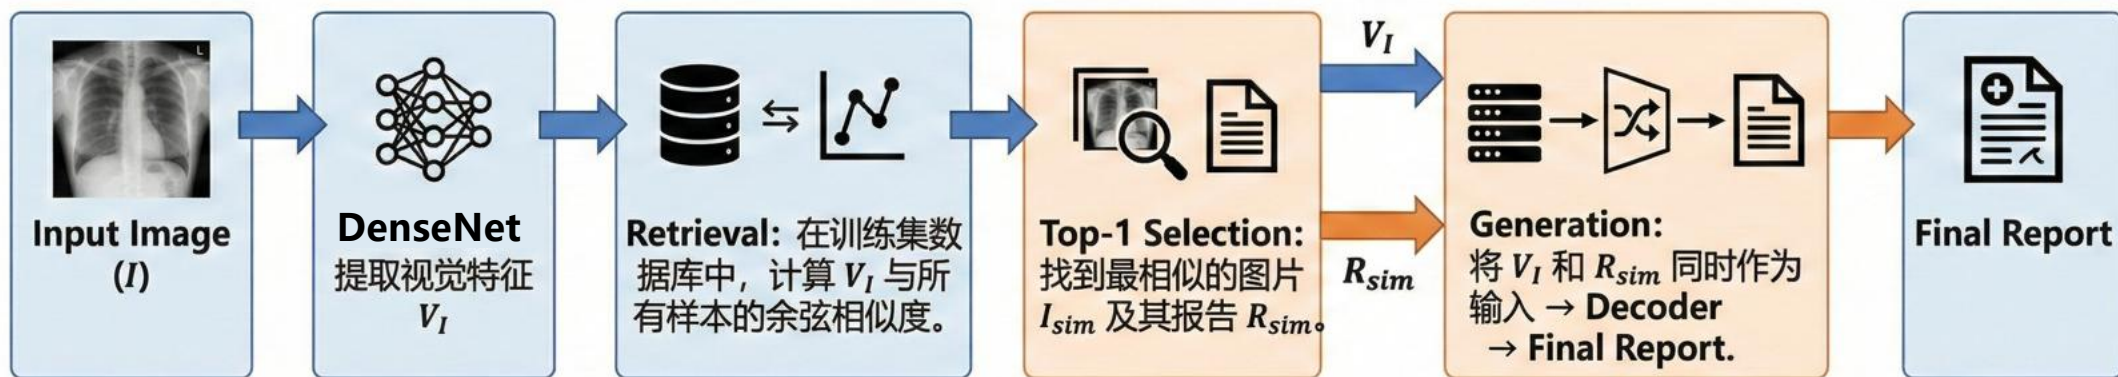 L
Input Image
(I)
DenseNet
提取视觉特征
V_I
Retrieval: 在训练集数
据库中，计算 V_I 与所
有样本的余弦相似度。
Top-1 Selection:
找到最相似的图片
I_sim 及其报告 R_sim。
V_I
R_sim
Generation:
将 V_I 和 R_sim 同时作为
输入 → Decoder
→ Final Report.
Final Report